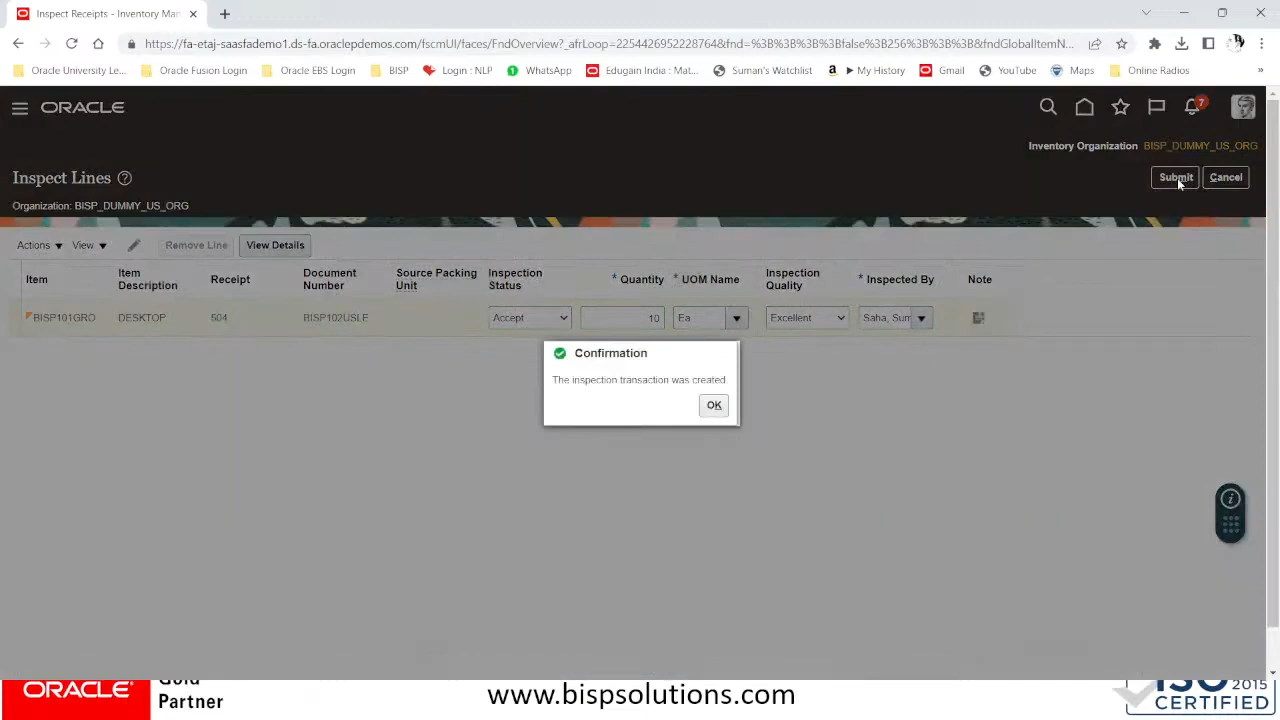 Inspect Receipts - Inventory Mar
https://fa-etaj-saasfademo1.ds-fa.oraclepdemos.com/fscmUI/faces/FndOverview?_afrLoop=2254426952228764&fnd=%3B%3B%3B%3Bfalse%3B256%3B%3B%3B&fndGlobalItemN...
Oracle University Le... Oracle Fusion Login Oracle EBS Login BISP Login : NLP WhatsApp Edugain India : Mat... Suman's Watchlist ▶ My History Gmail YouTube Maps Online Radios »
ORACLE 7
Inventory Organization BISP_DUMMY_US_ORG
Inspect Lines ? Submit Cancel
Organization: BISP_DUMMY_US_ORG
Actions View Remove Line View Details
Item Item Description Receipt Document Number Source Packing Unit Inspection Status * Quantity * UOM Name Inspection Quality * Inspected By Note
BISP101GRO DESKTOP 504 BISP102USLE Accept 10 Ea Excellent Saha, Sum
Confirmation
The inspection transaction was created.
OK
ORACLE Gold Partner
www.bispsolutions.com
ISO 2015 CERTIFIED